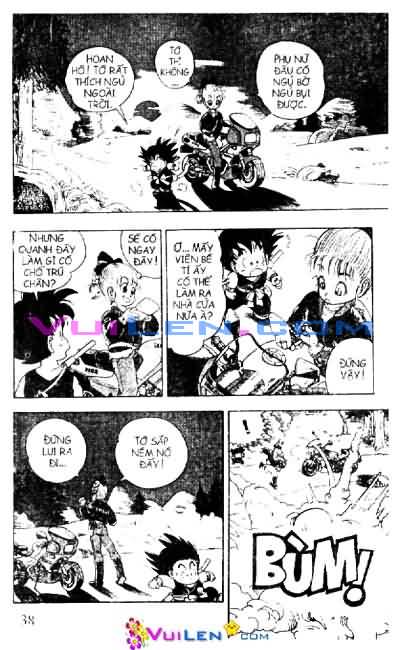 HOAN
HÔ! TỚ RẤT
THÍCH NGỦ
NGOÀI
TRỜI.
TỚ
THÌ
KHÔNG
PHỤ NỮ
ĐÂU CÓ
NGỦ BỜ
NGỦ BỤI
ĐƯỢC.
NHƯNG
QUANH ĐÂY
LÀM GÌ CÓ
CHỖ TRÚ
CHÂN?
SẼ CÓ
NGAY
ĐÂY!
Ơ... MẤY
VIÊN BÉ
TÍ ẤY
CÓ THỂ
LÀM RA
NHÀ CỬA
NỮA À?
ĐÚNG
VẬY!
VuiLen.com
ĐỨNG
LUI RA
ĐI...
TỚ SẮP
NÉM NÓ
ĐÂY!
BÙM!
38
VuiLen.com